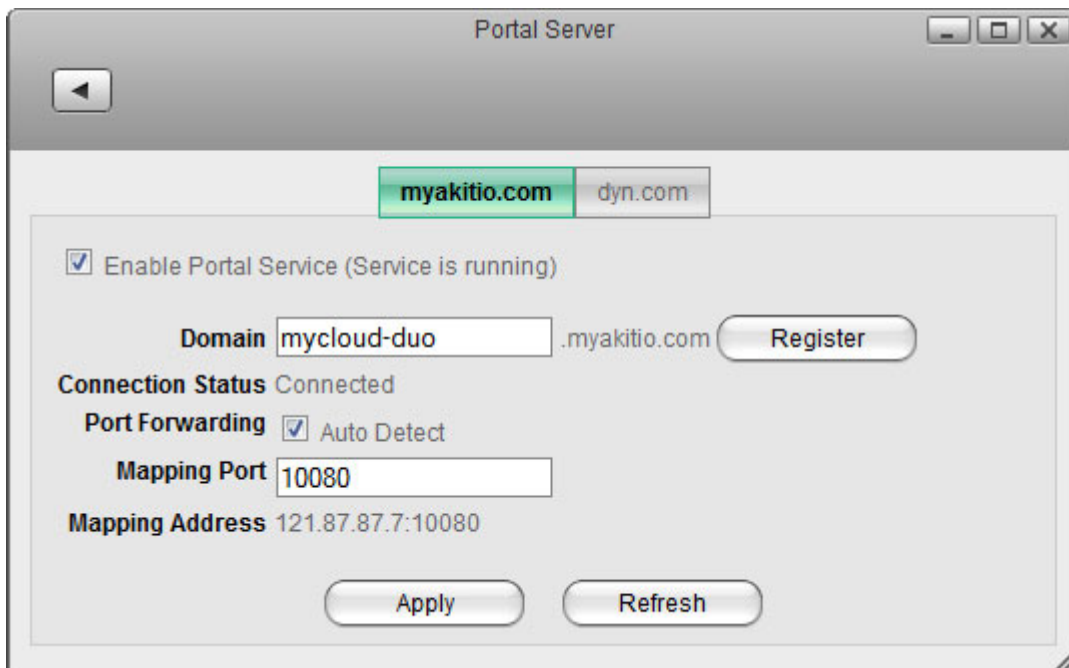 Portal Server
myakitio.com dyn.com
Enable Portal Service (Service is running)
Domain mycloud-duo .myakitio.com Register
Connection Status Connected
Port Forwarding Auto Detect
Mapping Port 10080
Mapping Address 121.87.87.7:10080
Apply Refresh